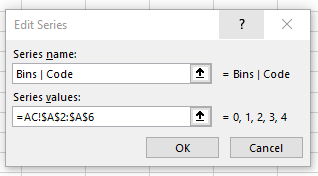 Edit Series ? ×
Series name:
Bins | Code = Bins | Code
Series values:
=AC!$A$2:$A$6 = 0, 1, 2, 3, 4
OK Cancel